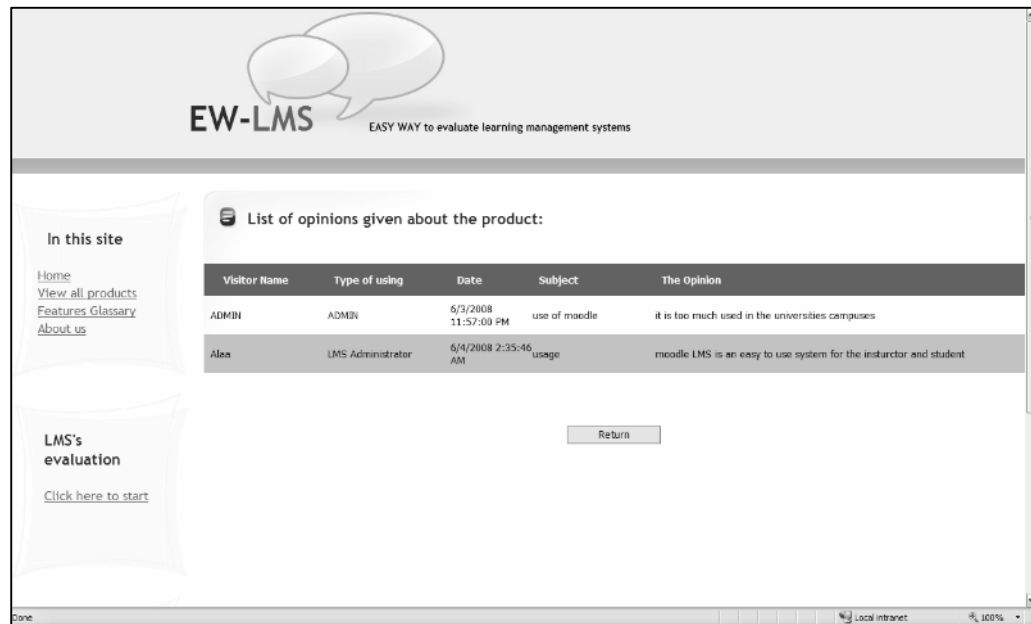 EW-LMS
EASY WAY to evaluate learning management systems
In this site
Home
View all products
Features Glassary
About us
LMS's
evaluation
Click here to start
List of opinions given about the product:
Visitor Name Type of using Date Subject The Opinion
ADMIN ADMIN 6/3/2008 11:57:00 PM use of moodle it is too much used in the universities campuses
Alaa LMS Administrator 6/4/2008 2:35:46 AM usage moodle LMS is an easy to use system for the insturctor and student
Return
Done Local intranet 100%